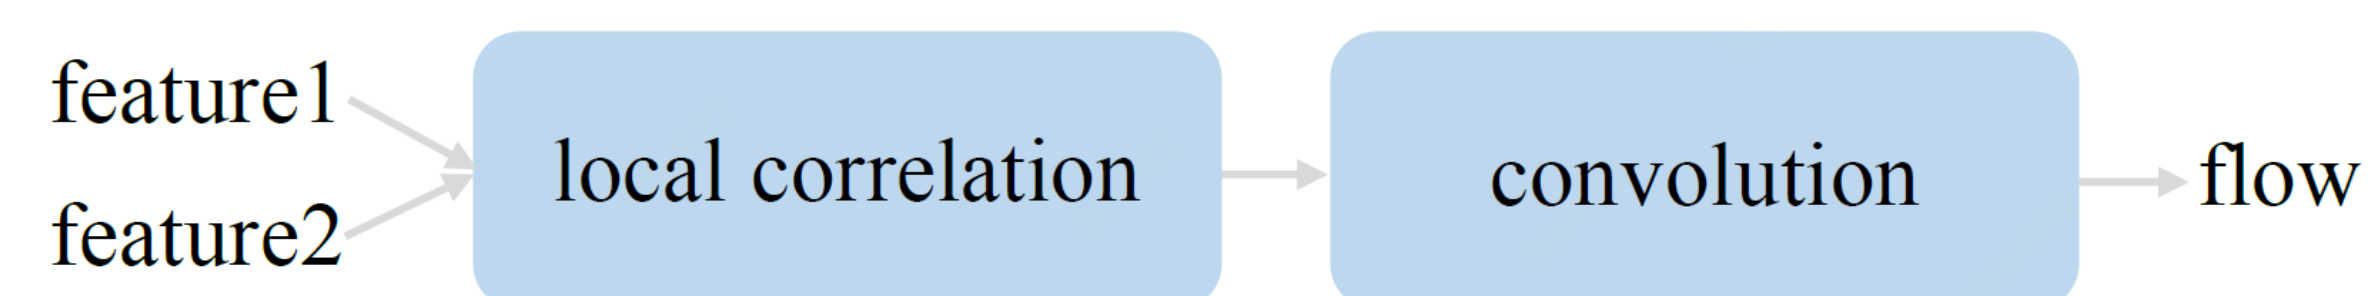 feature1
feature2
local correlation
convolution
flow